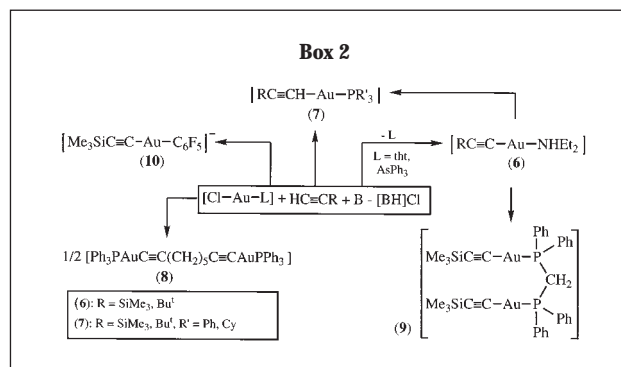 Box 2
[RC≡CH–Au–PR'₃]
(7)
[Me₃SiC≡C–Au–C₆F₅]⁻
(10)
- L
L = tht,
AsPh₃
[RC≡C–Au–NHEt₂]
(6)
[Cl–Au–L] + HC≡CR + B - [BH]Cl
1/2 [Ph₃PAuC≡C(CH₂)₅C≡CAuPPh₃]
(8)
(6): R = SiMe₃, Buᵗ
(7): R = SiMe₃, Buᵗ, R' = Ph, Cy
Ph
Ph
Me₃SiC≡C–Au–P
CH₂
Me₃SiC≡C–Au–P
Ph
Ph
(9)